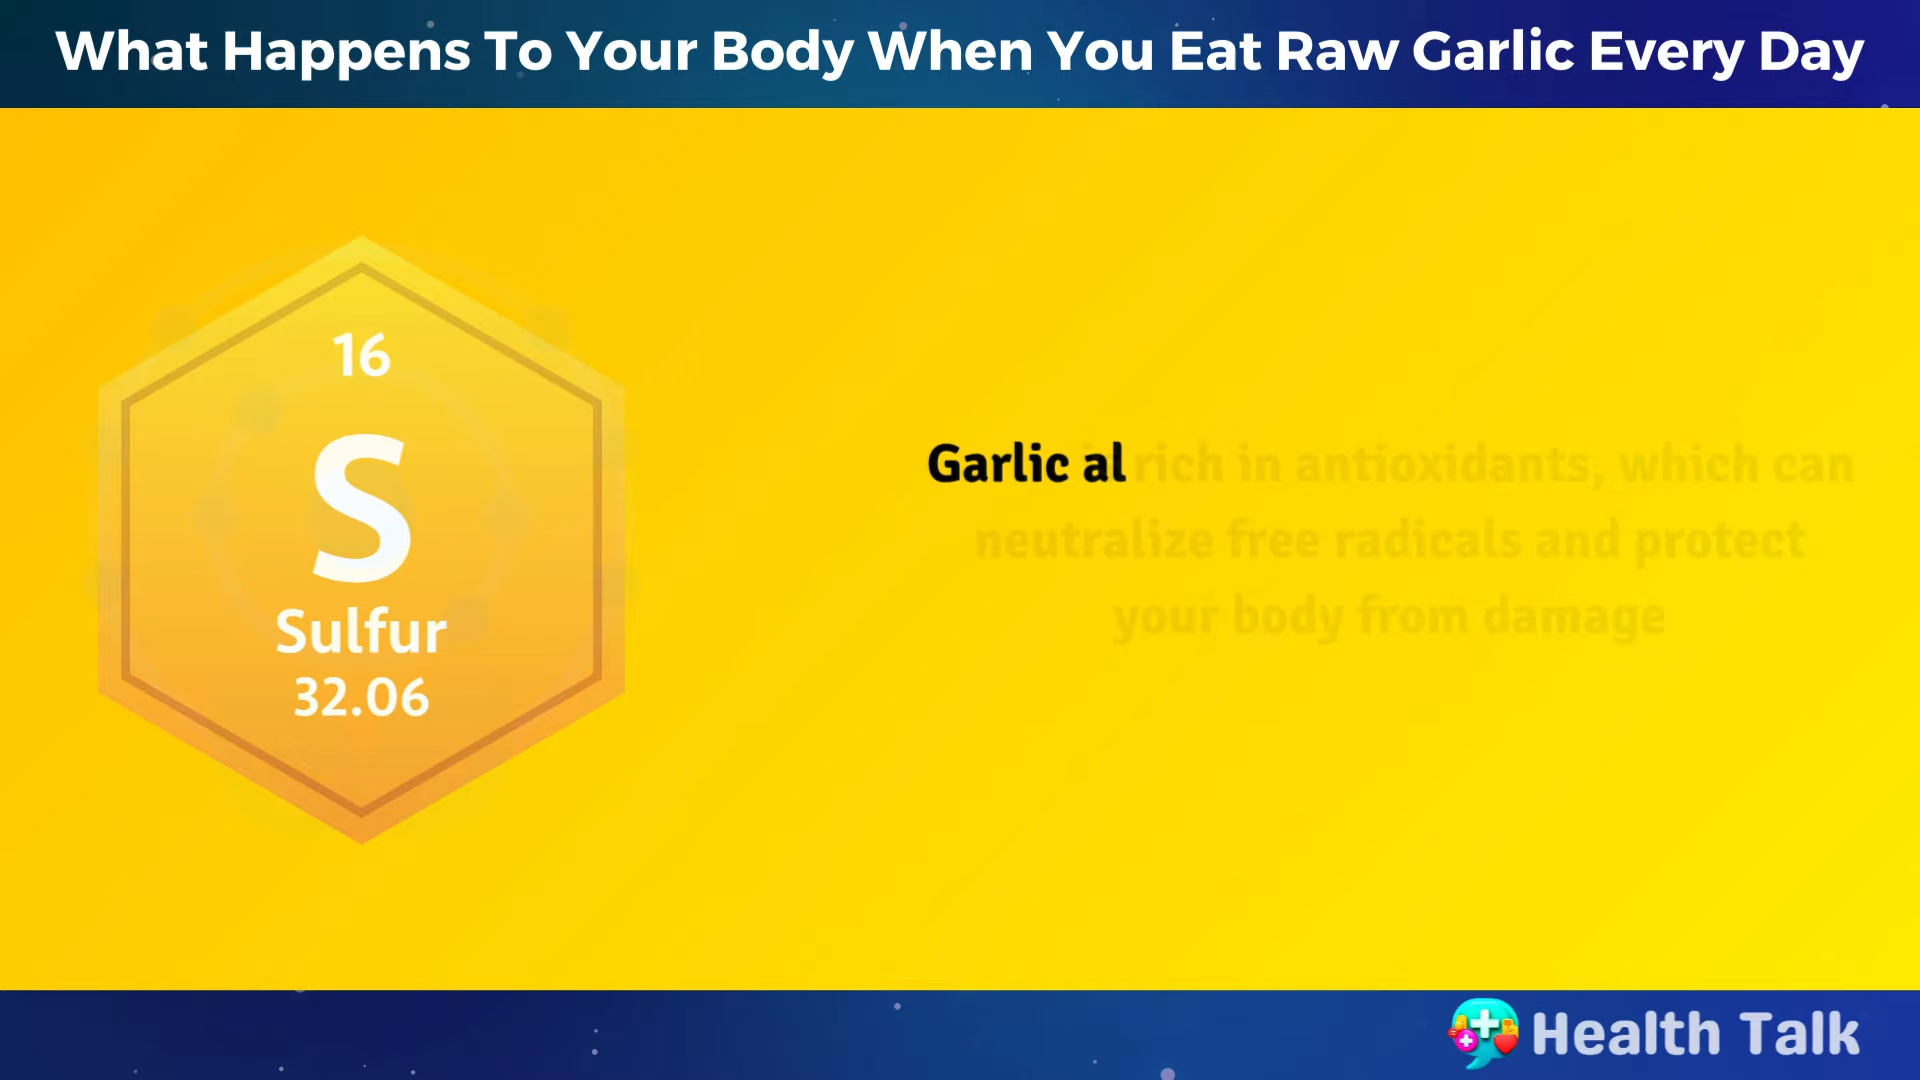 What Happens To Your Body When You Eat Raw Garlic Every Day
16
S
Sulfur
32.06
Garlic al rich in antioxidants, which can
neutralize free radicals and protect
your body from damage
Health Talk